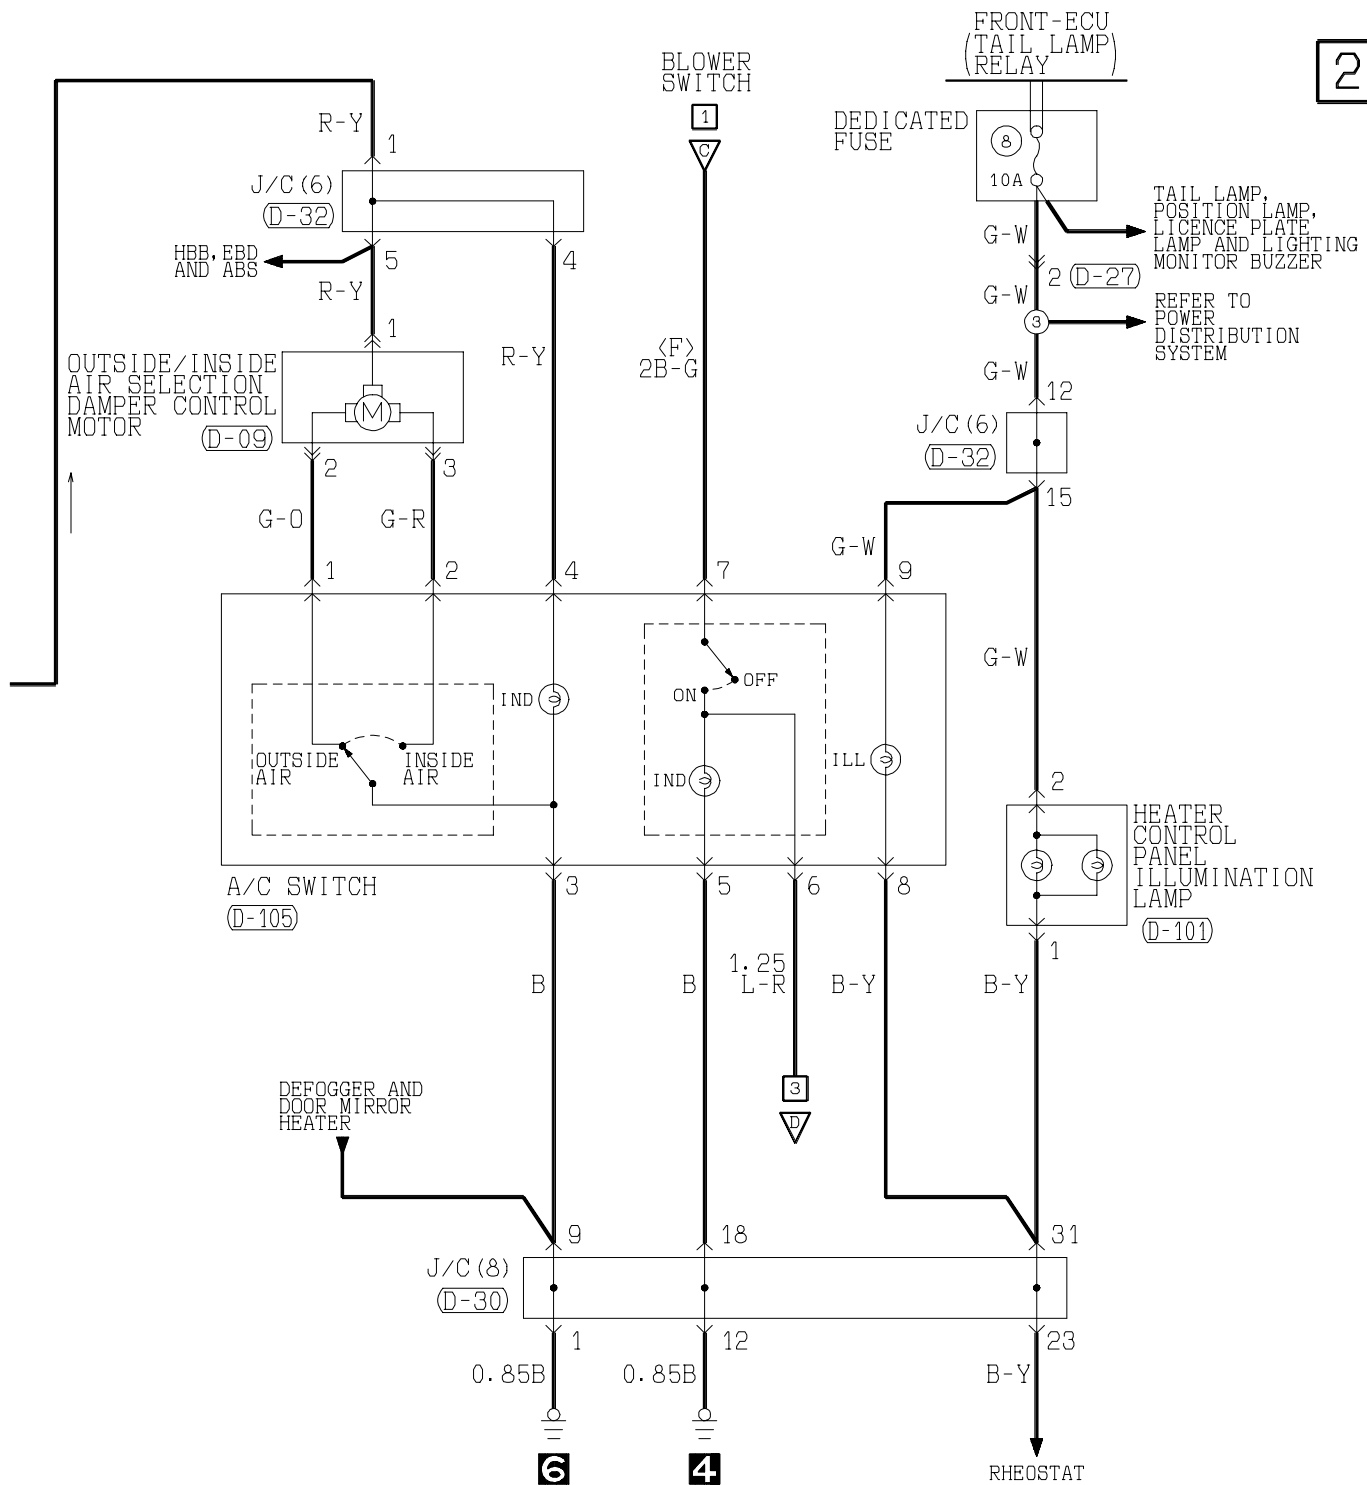 FRONT-ECU
(TAIL LAMP)
RELAY
2
BLOWER
SWITCH
1
C
DEDICATED
FUSE
8
10A
R-Y
1
J/C(6)
(D-32)
HBB,EBD
AND ABS
5
4
R-Y
1
TAIL LAMP,
POSITION LAMP,
LICENCE PLATE
LAMP AND LIGHTING
MONITOR BUZZER
G-W
2
(D-27)
G-W
3
REFER TO
POWER
DISTRIBUTION
SYSTEM
OUTSIDE/INSIDE
AIR SELECTION
DAMPER CONTROL
MOTOR
(D-09)
M
R-Y
<F>
2B-G
G-W
12
J/C(6)
(D-32)
15
2
3
G-O
G-R
G-W
1
2
4
7
9
G-W
IND
OFF
ON
OUTSIDE
AIR
INSIDE
AIR
IND
ILL
2
HEATER
CONTROL
PANEL
ILLUMINATION
LAMP
(D-101)
1
A/C SWITCH
(D-105)
3
5
6
8
B
B
1.25
L-R
B-Y
B-Y
3
D
DEFOGGER AND
DOOR MIRROR
HEATER
9
18
31
J/C(8)
(D-30)
1
12
23
0.85B
0.85B
B-Y
6
4
RHEOSTAT